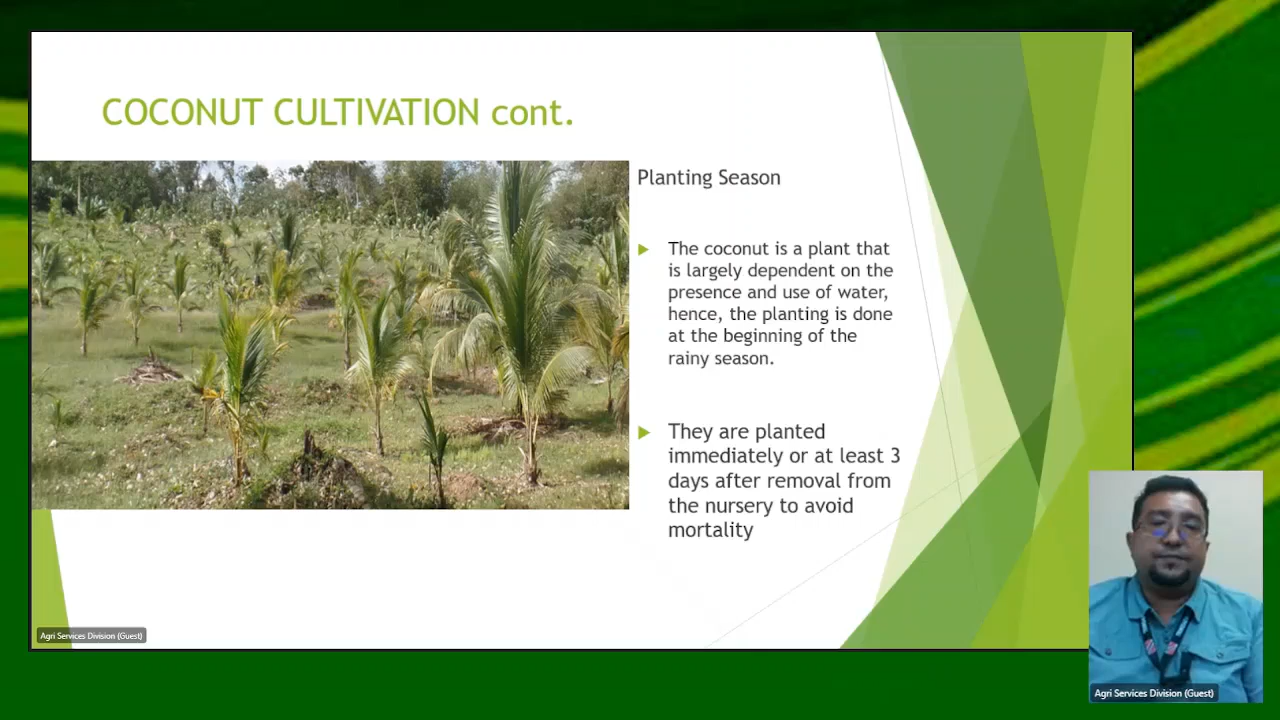 COCONUT CULTIVATION cont.
Planting Season
The coconut is a plant that
is largely dependent on the
presence and use of water,
hence, the planting is done
at the beginning of the
rainy season.
They are planted
immediately or at least 3
days after removal from
the nursery to avoid
mortality
Agri Services Division (Guest)
Agri Services Division (Guest)